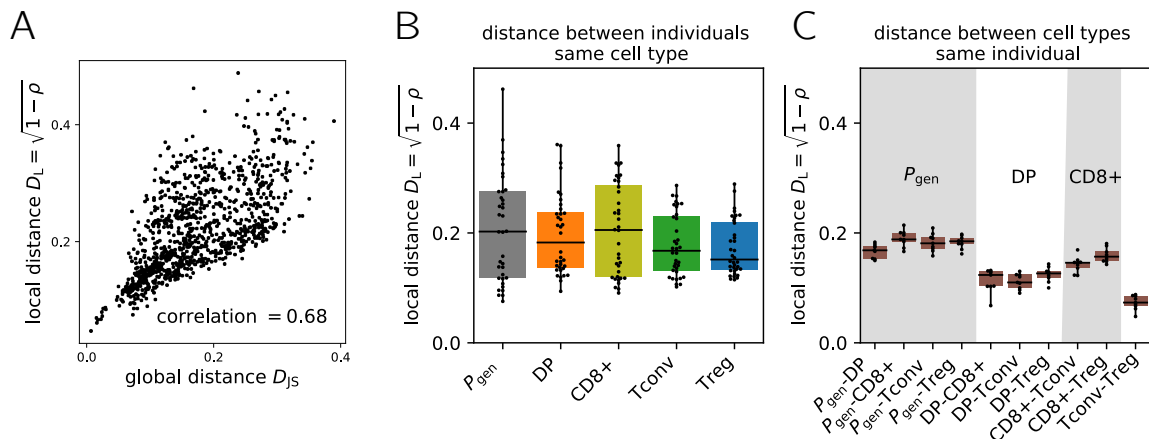 A
local distance D_L = √1 − ρ
0.4
0.2
0.0
0.2
0.4
global distance D_JS
correlation = 0.68
B
distance between individuals
same cell type
local distance D_L = √1 − ρ
0.4
0.2
0.0
P_gen
DP
CD8+
Tconv
Treg
C
distance between cell types
same individual
local distance D_L = √1 − ρ
0.4
0.2
0.0
P_gen
DP
CD8+
P_gen-DP
P_gen-CD8+
P_gen-Tconv
P_gen-Treg
DP-CD8+
DP-Tconv
DP-Treg
CD8+-Tconv
CD8+-Treg
Tconv-Treg